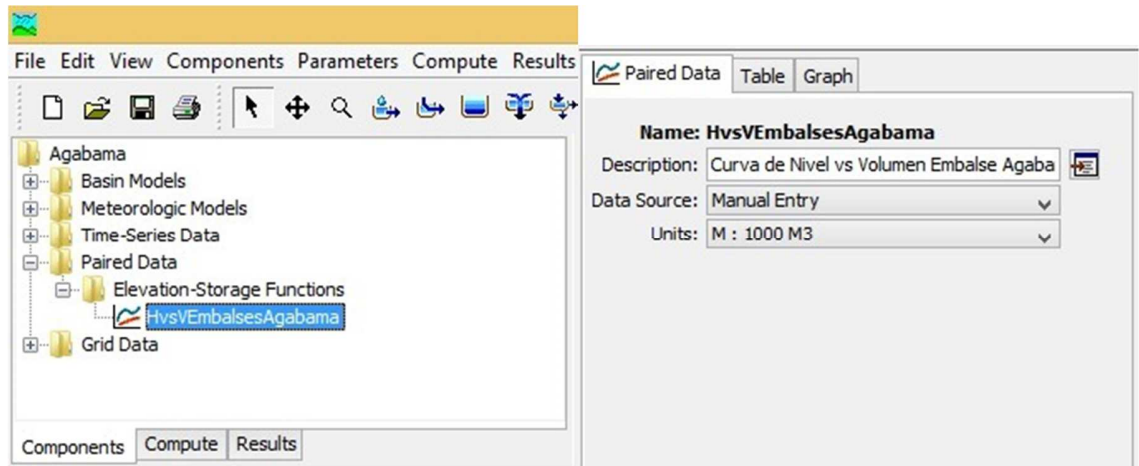 File Edit View Components Parameters Compute Results
Agabama
Basin Models
Meteorologic Models
Time-Series Data
Paired Data
Elevation-Storage Functions
HvsVEmbalsesAgabama
Grid Data
Components Compute Results
Paired Data Table Graph
Name: HvsVEmbalsesAgabama
Description: Curva de Nivel vs Volumen Embalse Agaba
Data Source: Manual Entry
Units: M : 1000 M3